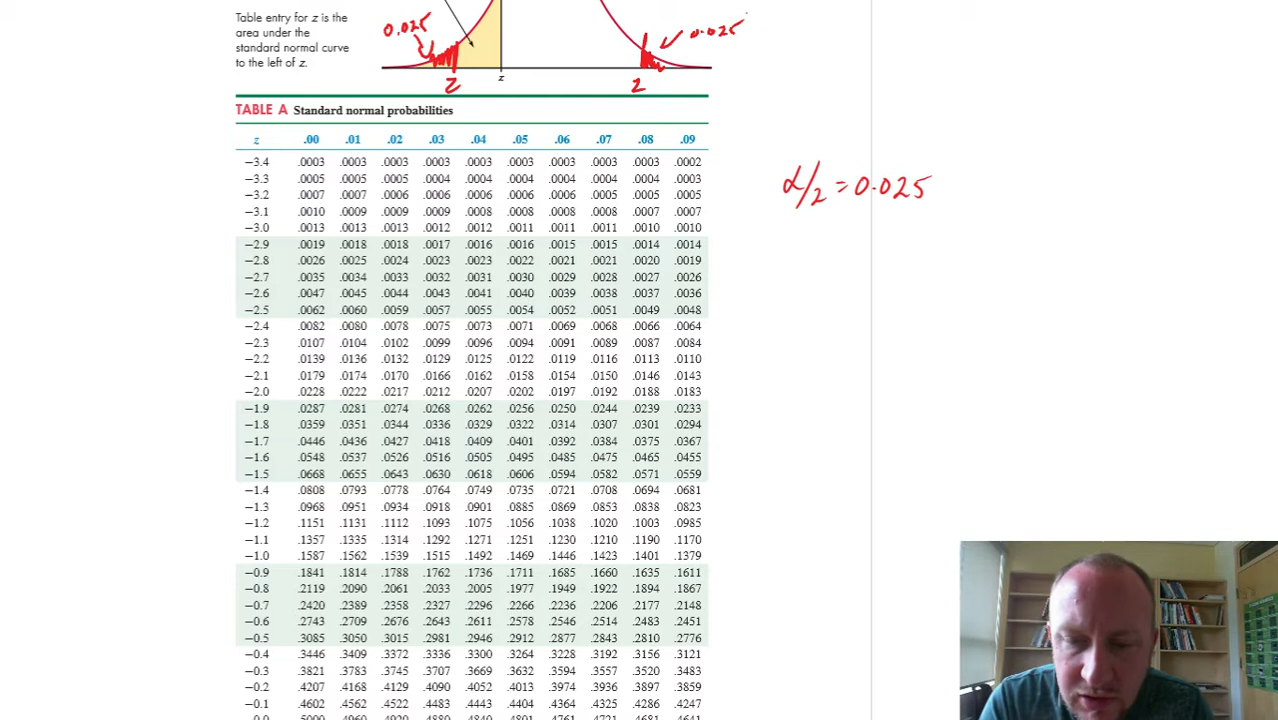 Table entry for z is the
area under the
standard normal curve
to the left of z.
0.025
0.025
z
z
z
TABLE A Standard normal probabilities
z .00 .01 .02 .03 .04 .05 .06 .07 .08 .09
−3.4 .0003 .0003 .0003 .0003 .0003 .0003 .0003 .0003 .0003 .0002
−3.3 .0005 .0005 .0005 .0004 .0004 .0004 .0004 .0004 .0004 .0003
−3.2 .0007 .0007 .0006 .0006 .0006 .0006 .0006 .0005 .0005 .0005
−3.1 .0010 .0009 .0009 .0009 .0008 .0008 .0008 .0008 .0007 .0007
−3.0 .0013 .0013 .0013 .0012 .0012 .0011 .0011 .0011 .0010 .0010
−2.9 .0019 .0018 .0018 .0017 .0016 .0016 .0015 .0015 .0014 .0014
−2.8 .0026 .0025 .0024 .0023 .0023 .0022 .0021 .0021 .0020 .0019
−2.7 .0035 .0034 .0033 .0032 .0031 .0030 .0029 .0028 .0027 .0026
−2.6 .0047 .0045 .0044 .0043 .0041 .0040 .0039 .0038 .0037 .0036
−2.5 .0062 .0060 .0059 .0057 .0055 .0054 .0052 .0051 .0049 .0048
−2.4 .0082 .0080 .0078 .0075 .0073 .0071 .0069 .0068 .0066 .0064
−2.3 .0107 .0104 .0102 .0099 .0096 .0094 .0091 .0089 .0087 .0084
−2.2 .0139 .0136 .0132 .0129 .0125 .0122 .0119 .0116 .0113 .0110
−2.1 .0179 .0174 .0170 .0166 .0162 .0158 .0154 .0150 .0146 .0143
−2.0 .0228 .0222 .0217 .0212 .0207 .0202 .0197 .0192 .0188 .0183
−1.9 .0287 .0281 .0274 .0268 .0262 .0256 .0250 .0244 .0239 .0233
−1.8 .0359 .0351 .0344 .0336 .0329 .0322 .0314 .0307 .0301 .0294
−1.7 .0446 .0436 .0427 .0418 .0409 .0401 .0392 .0384 .0375 .0367
−1.6 .0548 .0537 .0526 .0516 .0505 .0495 .0485 .0475 .0465 .0455
−1.5 .0668 .0655 .0643 .0630 .0618 .0606 .0594 .0582 .0571 .0559
−1.4 .0808 .0793 .0778 .0764 .0749 .0735 .0721 .0708 .0694 .0681
−1.3 .0968 .0951 .0934 .0918 .0901 .0885 .0869 .0853 .0838 .0823
−1.2 .1151 .1131 .1112 .1093 .1075 .1056 .1038 .1020 .1003 .0985
−1.1 .1357 .1335 .1314 .1292 .1271 .1251 .1230 .1210 .1190 .1170
−1.0 .1587 .1562 .1539 .1515 .1492 .1469 .1446 .1423 .1401 .1379
−0.9 .1841 .1814 .1788 .1762 .1736 .1711 .1685 .1660 .1635 .1611
−0.8 .2119 .2090 .2061 .2033 .2005 .1977 .1949 .1922 .1894 .1867
−0.7 .2420 .2389 .2358 .2327 .2296 .2266 .2236 .2206 .2177 .2148
−0.6 .2743 .2709 .2676 .2643 .2611 .2578 .2546 .2514 .2483 .2451
−0.5 .3085 .3050 .3015 .2981 .2946 .2912 .2877 .2843 .2810 .2776
−0.4 .3446 .3409 .3372 .3336 .3300 .3264 .3228 .3192 .3156 .3121
−0.3 .3821 .3783 .3745 .3707 .3669 .3632 .3594 .3557 .3520 .3483
−0.2 .4207 .4168 .4129 .4090 .4052 .4013 .3974 .3936 .3897 .3859
−0.1 .4602 .4562 .4522 .4483 .4443 .4404 .4364 .4325 .4286 .4247
α/2 = 0.025